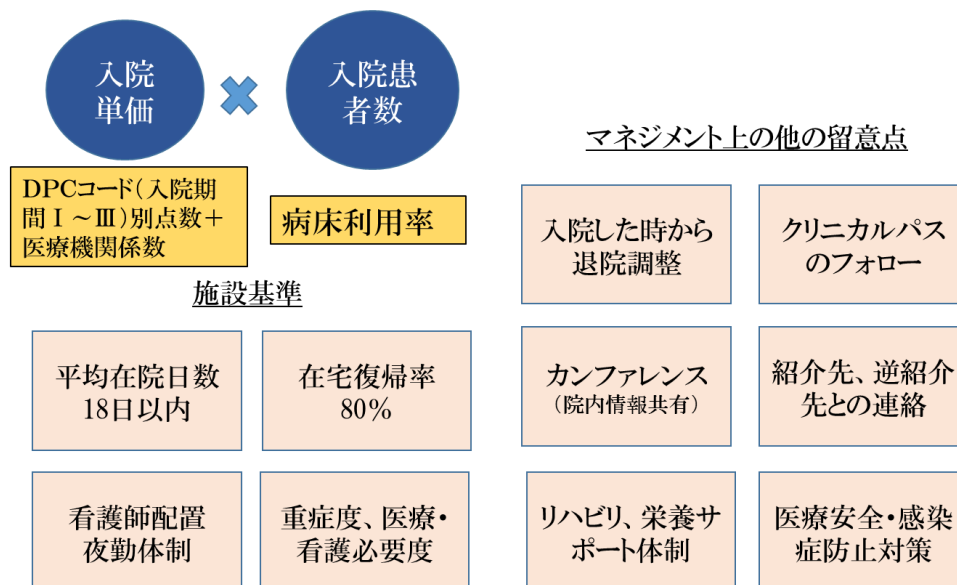 入院
単価
入院患
者数
DPCコード（入院期
間Ⅰ～Ⅲ）別点数＋
医療機関係数
病床利用率
施設基準
平均在院日数
18日以内
在宅復帰率
80%
看護師配置
夜勤体制
重症度、医療・
看護必要度
マネジメント上の他の留意点
入院した時から
退院調整
クリニカルパス
のフォロー
カンファレンス
（院内情報共有）
紹介先、逆紹介
先との連絡
リハビリ、栄養サ
ポート体制
医療安全・感染
症防止対策